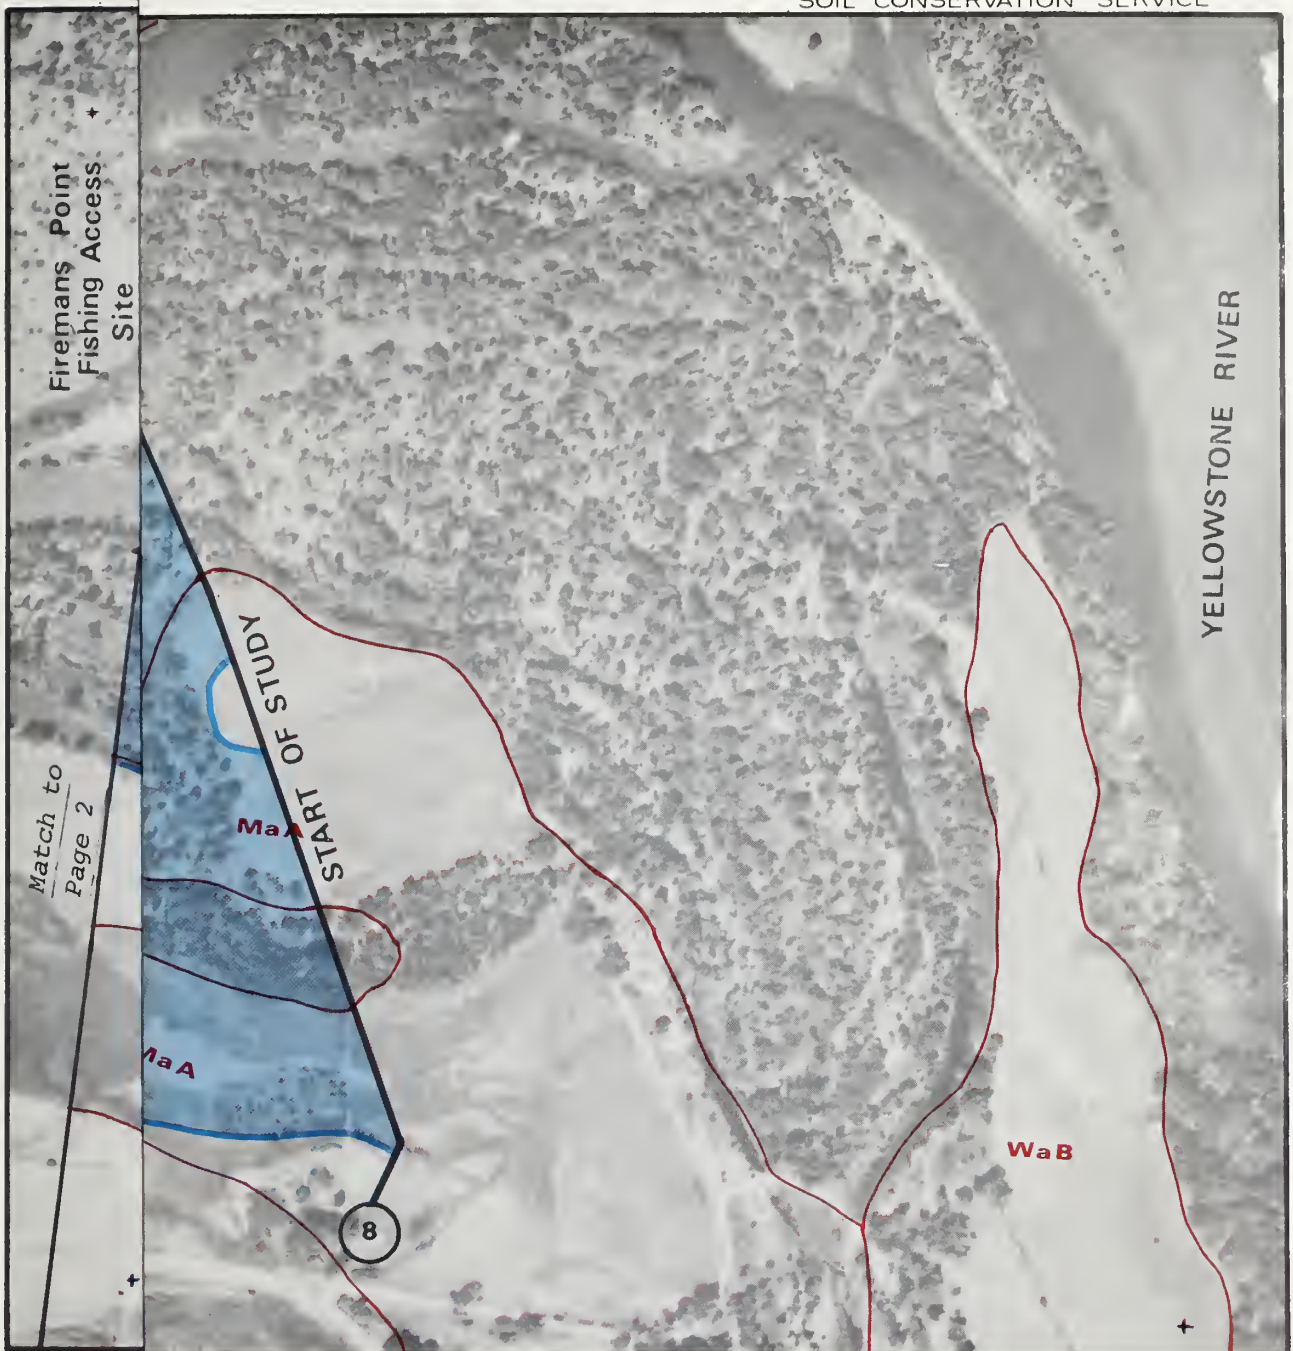 SOIL CONSERVATION SERVICE
Firemans Point
Fishing Access
Site
YELLOWSTONE RIVER
START OF STUDY
Match to
Page 2
MaA
MaA
WaB
8